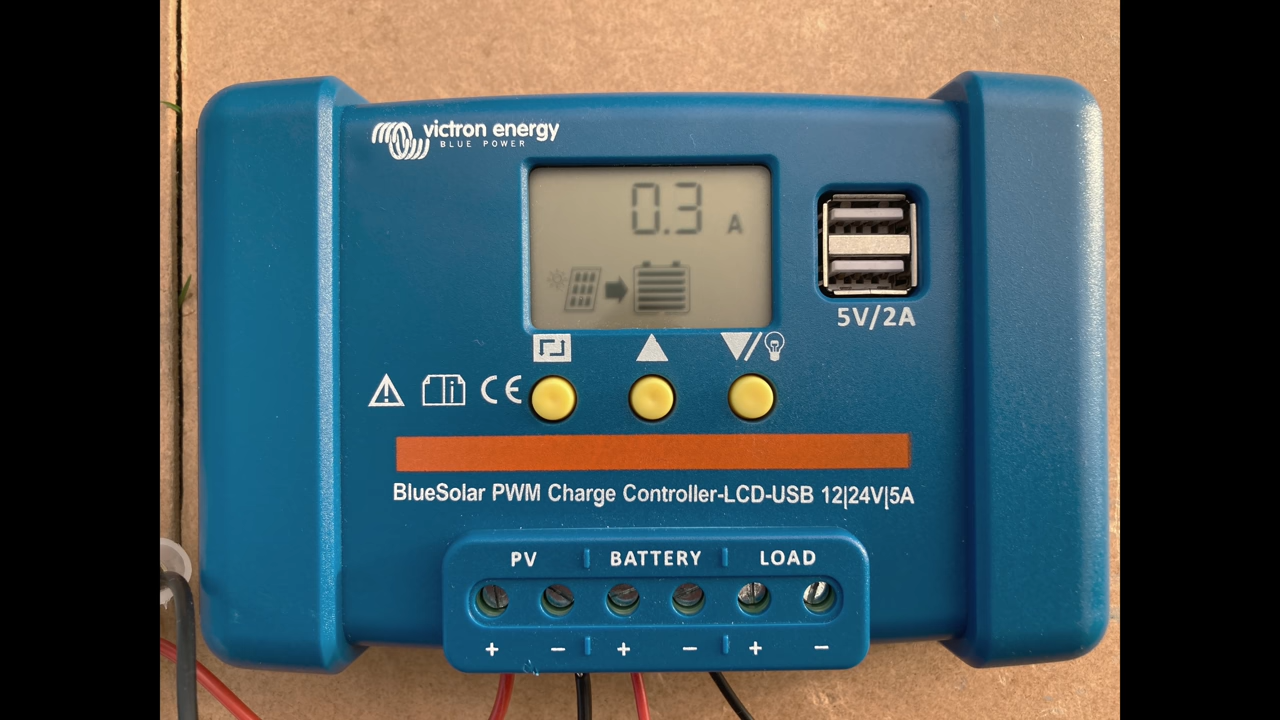 victron energy
BLUE POWER
0.3 A
5V/2A
CE
BlueSolar PWM Charge Controller-LCD-USB 12|24V|5A
PV | BATTERY | LOAD
+ − + − + −